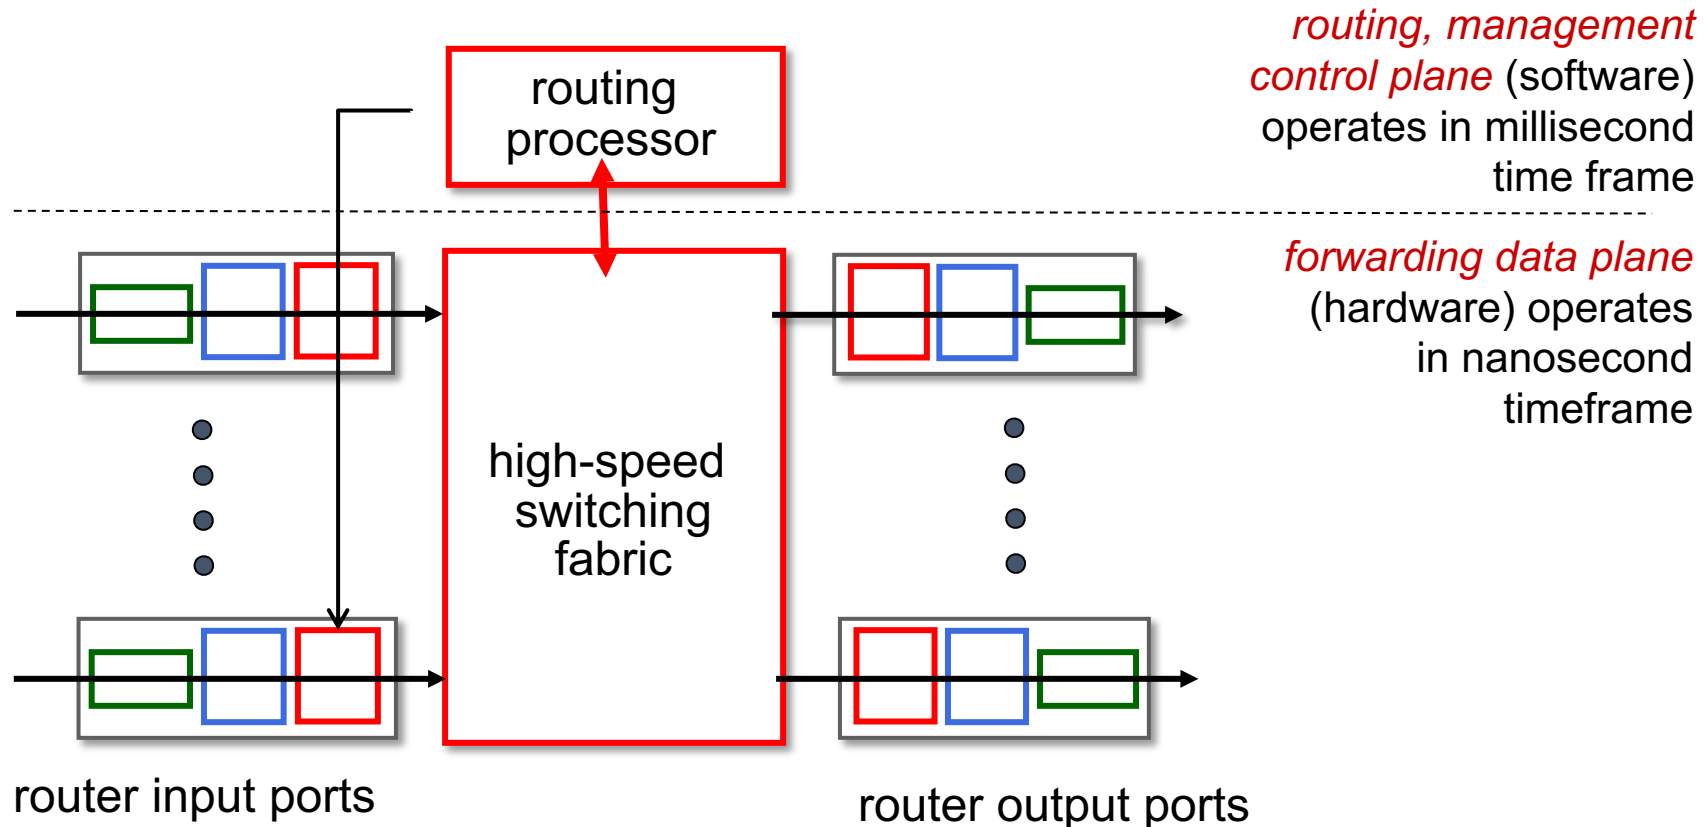 routing, management
control plane (software)
operates in millisecond
time frame
routing
processor
forwarding data plane
(hardware) operates
in nanosecond
timeframe
high-speed
switching
fabric
router input ports
router output ports